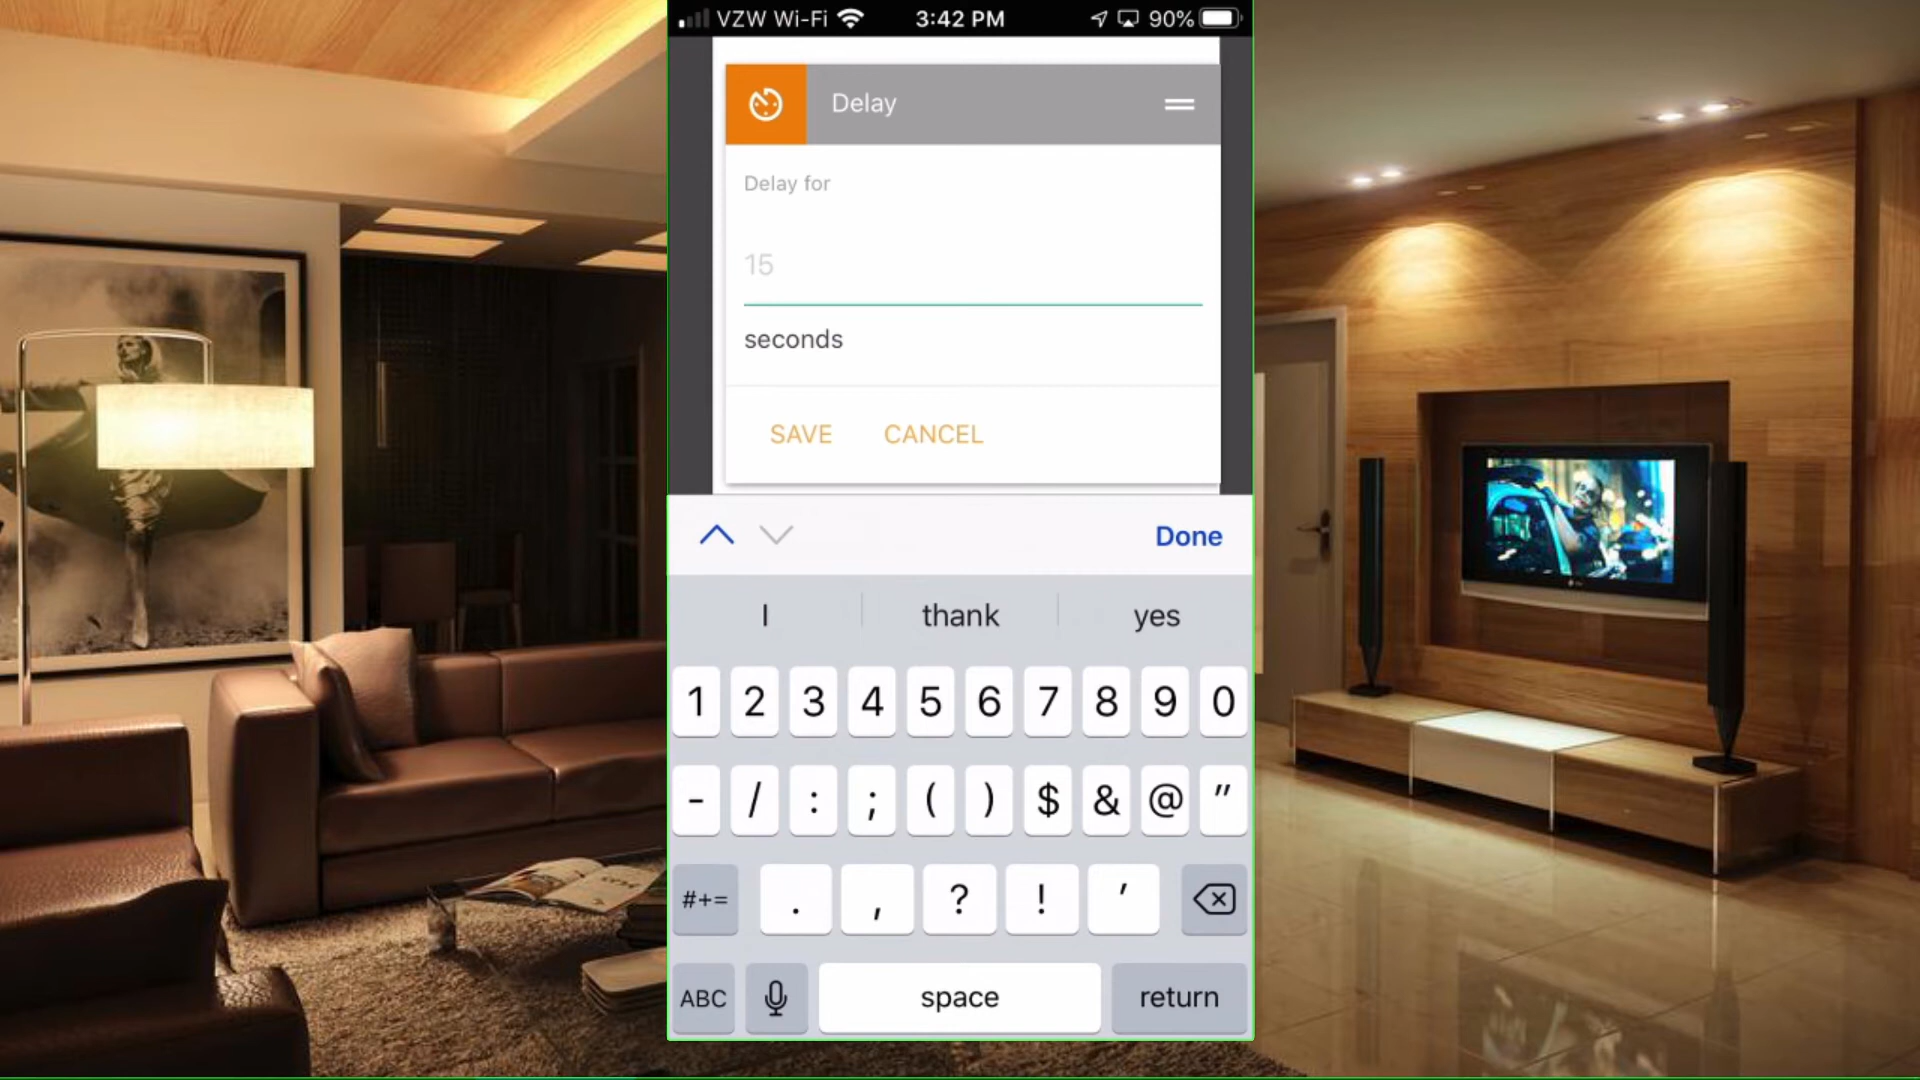 VZW Wi-Fi 3:42 PM 90%
Delay
Delay for
15
seconds
SAVE CANCEL
Done
I thank yes
1 2 3 4 5 6 7 8 9 0
- / : ; ( ) $ & @ "
#+= . , ? ! '
ABC space return